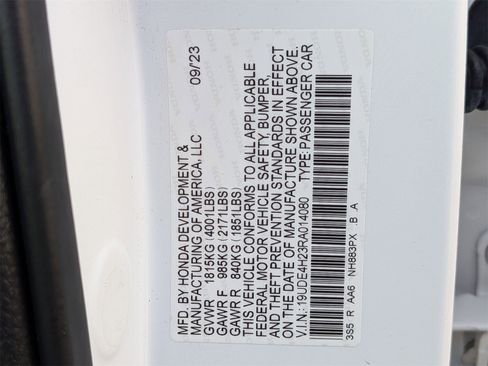 MFD. BY HONDA DEVELOPMENT &
MANUFACTURING OF AMERICA, LLC 09/23
GVWR 1815KG (4001LBS)
GAWR F 985KG (2171LBS)
GAWR R 840KG (1851LBS)
THIS VEHICLE CONFORMS TO ALL APPLICABLE
FEDERAL MOTOR VEHICLE SAFETY, BUMPER,
AND THEFT PREVENTION STANDARDS IN EFFECT
ON THE DATE OF MANUFACTURE SHOWN ABOVE.
V.I.N.: 19UDE4H23RA014080 TYPE: PASSENGER CAR
3S5 R AA6 NH883PX .B .A